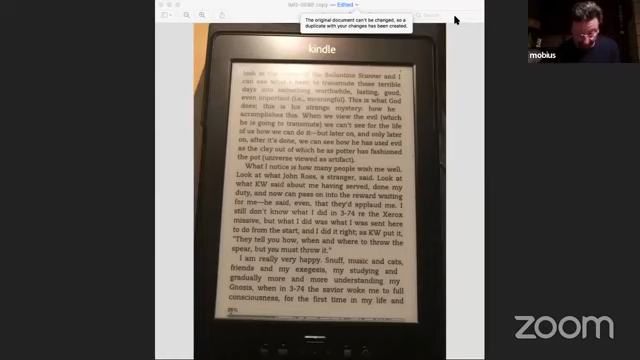 IMG-0698 copy — Edited
The original document can't be changed, so a
duplicate with your changes has been created.
Search
mobius
kindle
look at the of the Ballantine Scanner and I
can see what a hero to transmute those terrible
days into something worthwhile, lasting, good,
even important (i.e., meaningful). This is what God
does; this is his strange mystery: how he
accomplishes this. When we view the evil (which
he is going to transmute) we can't see for the life
of us how we can do it—but later on, and only later
on, after it's done, we can see how he has used evil
as the clay out of which he as potter has fashioned
the pot (universe viewed as artifact).
What I notice is how many people wish me well.
Look at what John Ross, a stranger, said. Look at
what KW said about me having served, done my
duty, and now can pass on into the reward waiting
for me—he said, even, that they'd applaud me. I
still don't know what I did in 3-74 re the Xerox
missive, but what I did was what I was sent here
to do from the start, and I did it right; as KW put it,
"They tell you how, when and where to throw the
spear, but you must throw it."
I am really very happy. Snuff, music and cats,
friends and my exegesis, my studying and
gradually more and more understanding my
Gnosis, when in 3-74 the savior woke me to full
consciousness, for the first time in my life and
zoom